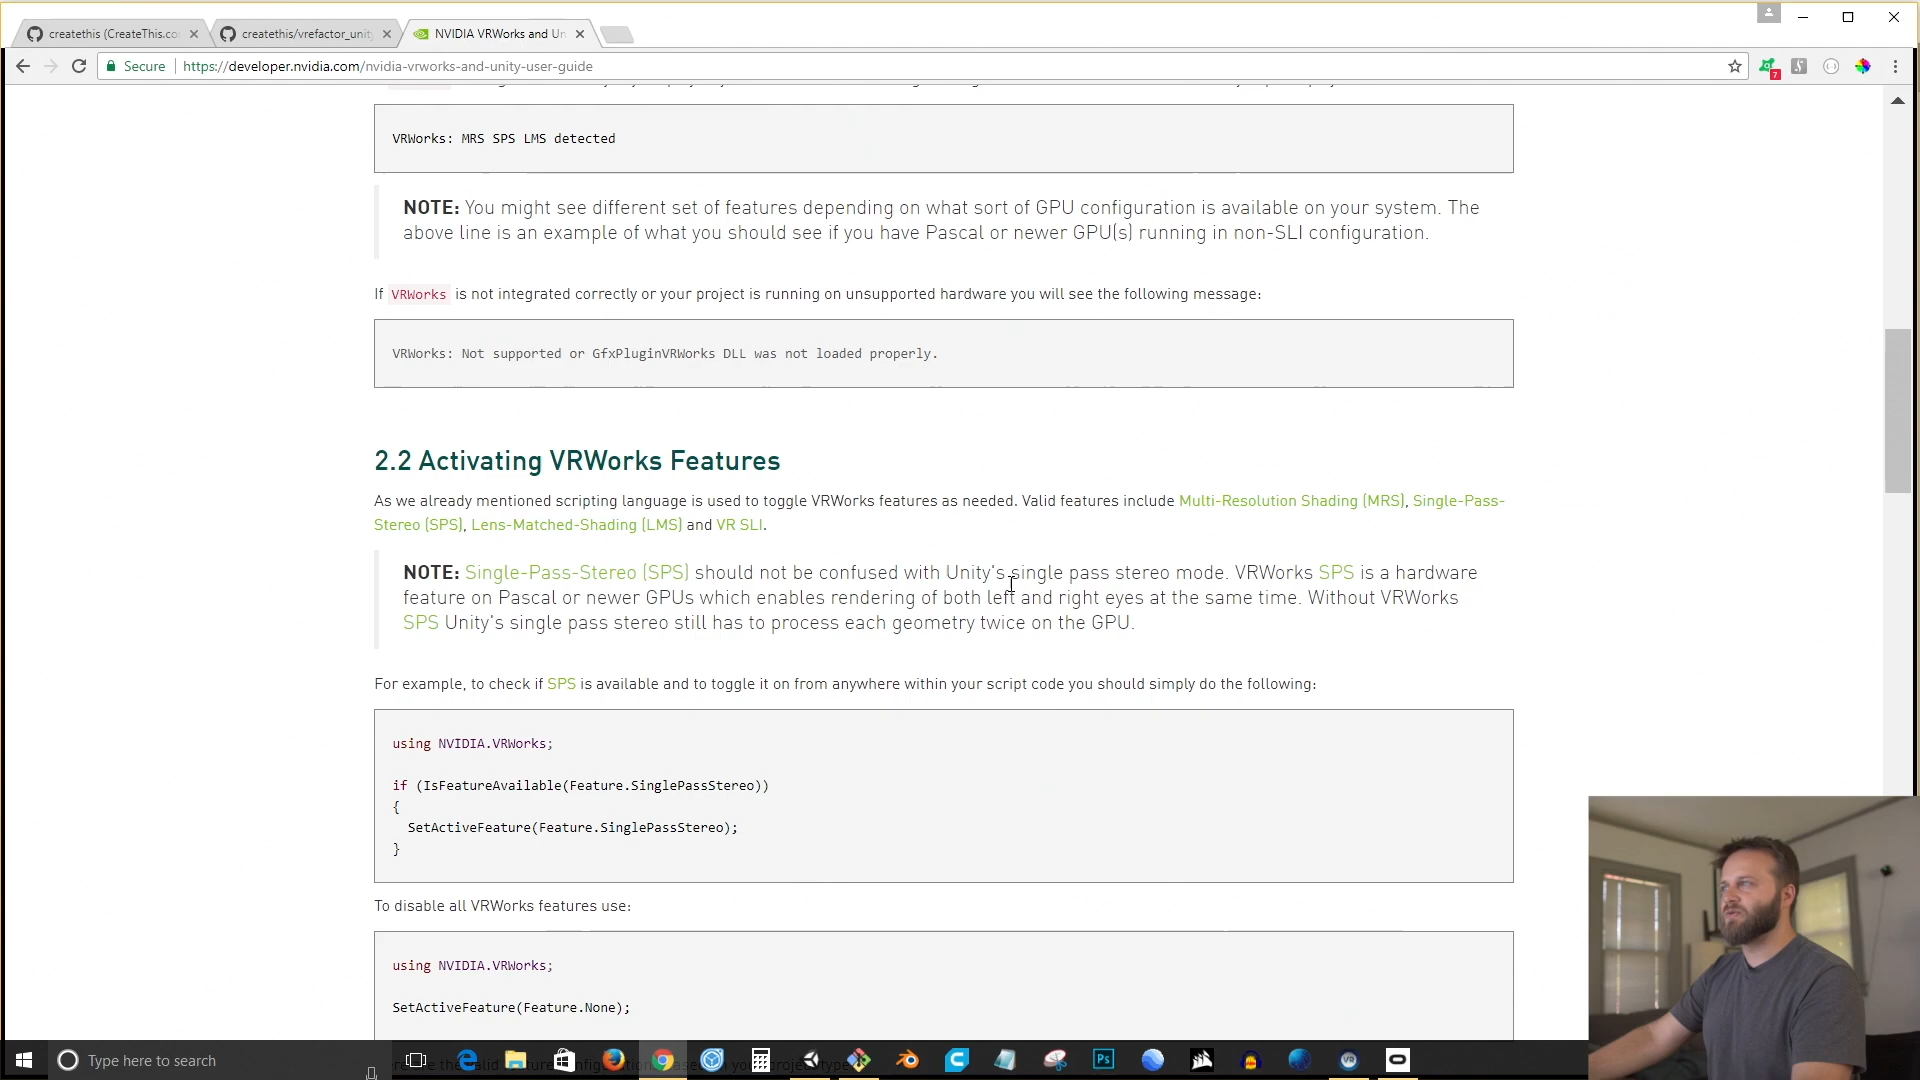 createthis (CreateThis.co
createthis/vrefactor_unity
NVIDIA VRWorks and Un
Secure
https://developer.nvidia.com/nvidia-vrworks-and-unity-user-guide
7
VRWorks: MRS SPS LMS detected
NOTE: You might see different set of features depending on what sort of GPU configuration is available on your system. The
above line is an example of what you should see if you have Pascal or newer GPU(s) running in non-SLI configuration.
If VRWorks is not integrated correctly or your project is running on unsupported hardware you will see the following message:
VRWorks: Not supported or GfxPluginVRWorks DLL was not loaded properly.
2.2 Activating VRWorks Features
As we already mentioned scripting language is used to toggle VRWorks features as needed. Valid features include Multi-Resolution Shading (MRS), Single-Pass-
Stereo (SPS), Lens-Matched-Shading (LMS) and VR SLI.
NOTE: Single-Pass-Stereo (SPS) should not be confused with Unity's single pass stereo mode. VRWorks SPS is a hardware
feature on Pascal or newer GPUs which enables rendering of both left and right eyes at the same time. Without VRWorks
SPS Unity's single pass stereo still has to process each geometry twice on the GPU.
For example, to check if SPS is available and to toggle it on from anywhere within your script code you should simply do the following:
using NVIDIA.VRWorks;
if (IsFeatureAvailable(Feature.SinglePassStereo))
{
SetActiveFeature(Feature.SinglePassStereo);
}
To disable all VRWorks features use:
using NVIDIA.VRWorks;
SetActiveFeature(Feature.None);
Type here to search